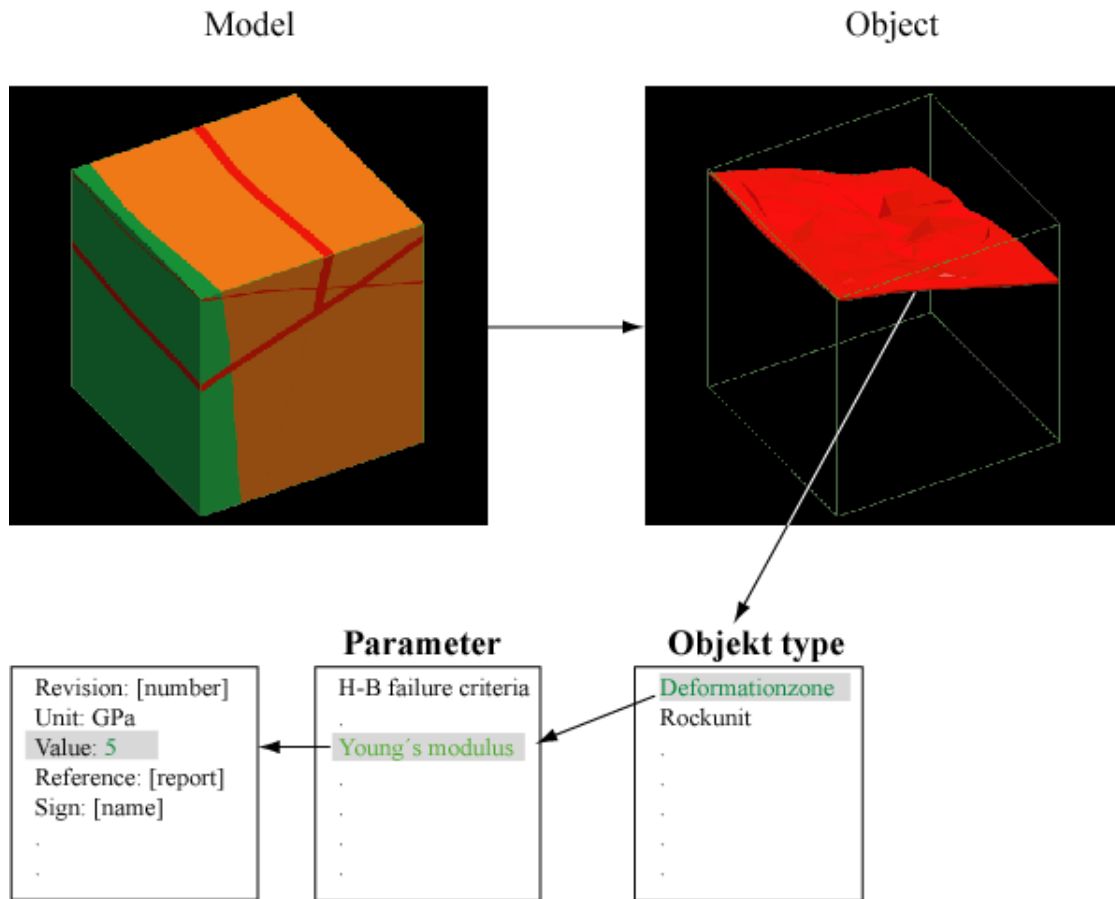 Model
Object
Parameter
Objekt type
Revision: [number]
Unit: GPa
Value: 5
Reference: [report]
Sign: [name]
.
.
H-B failure criteria
.
Young´s modulus
.
.
.
.
Deformationzone
Rockunit
.
.
.
.
.